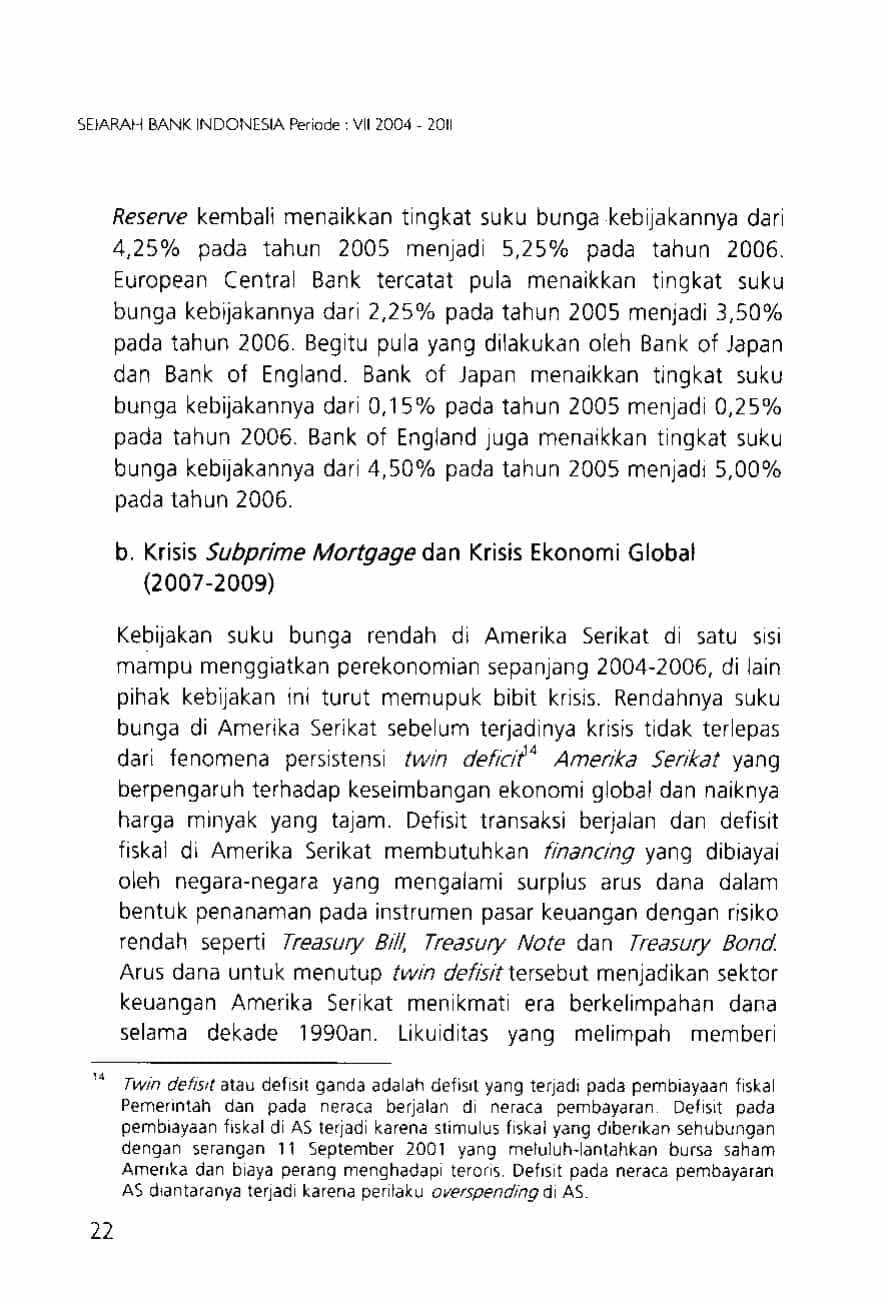 SEJARAH BANK INDONESIA Periode : VII 2004 - 2011
Reserve kembali menaikkan tingkat suku bunga kebijakannya dari
4,25% pada tahun 2005 menjadi 5,25% pada tahun 2006.
European Central Bank tercatat pula menaikkan tingkat suku
bunga kebijakannya dari 2,25% pada tahun 2005 menjadi 3,50%
pada tahun 2006. Begitu pula yang dilakukan oleh Bank of Japan
dan Bank of England. Bank of Japan menaikkan tingkat suku
bunga kebijakannya dari 0,15% pada tahun 2005 menjadi 0,25%
pada tahun 2006. Bank of England juga menaikkan tingkat suku
bunga kebijakannya dari 4,50% pada tahun 2005 menjadi 5,00%
pada tahun 2006.
b. Krisis Subprime Mortgage dan Krisis Ekonomi Global
(2007-2009)
Kebijakan suku bunga rendah di Amerika Serikat di satu sisi
mampu menggiatkan perekonomian sepanjang 2004-2006, di lain
pihak kebijakan ini turut memupuk bibit krisis. Rendahnya suku
bunga di Amerika Serikat sebelum terjadinya krisis tidak terlepas
dari fenomena persistensi twin deficit14 Amerika Serikat yang
berpengaruh terhadap keseimbangan ekonomi global dan naiknya
harga minyak yang tajam. Defisit transaksi berjalan dan defisit
fiskal di Amerika Serikat membutuhkan financing yang dibiayai
oleh negara-negara yang mengalami surplus arus dana dalam
bentuk penanaman pada instrumen pasar keuangan dengan risiko
rendah seperti Treasury Bill, Treasury Note dan Treasury Bond.
Arus dana untuk menutup twin defisit tersebut menjadikan sektor
keuangan Amerika Serikat menikmati era berkelimpahan dana
selama dekade 1990an. Likuiditas yang melimpah memberi
14 Twin defisit atau defisit ganda adalah defisit yang terjadi pada pembiayaan fiskal
Pemerintah dan pada neraca berjalan di neraca pembayaran. Defisit pada
pembiayaan fiskal di AS terjadi karena stimulus fiskal yang diberikan sehubungan
dengan serangan 11 September 2001 yang meluluh-lantahkan bursa saham
Amerika dan biaya perang menghadapi teroris. Defisit pada neraca pembayaran
AS diantaranya terjadi karena perilaku overspending di AS.
22